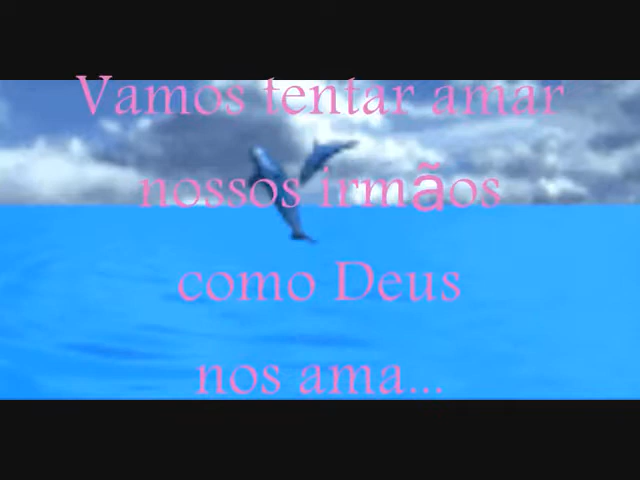 Vamos tentar amar
nossos irmãos
como Deus
nos ama...